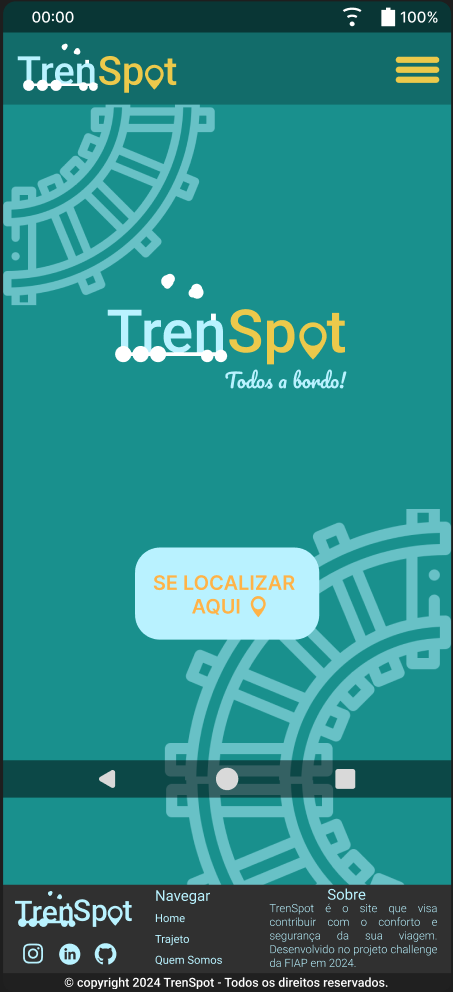 00:00
100%
TrenSpot
TrenSpot
Todos a bordo!
SE LOCALIZAR
AQUI
TrenSpot
Navegar
Home
Trajeto
Quem Somos
Sobre
TrenSpot é o site que visa
contribuir com o conforto e
segurança da sua viagem.
Desenvolvido no projeto challenge
da FIAP em 2024.
© copyright 2024 TrenSpot - Todos os direitos reservados.